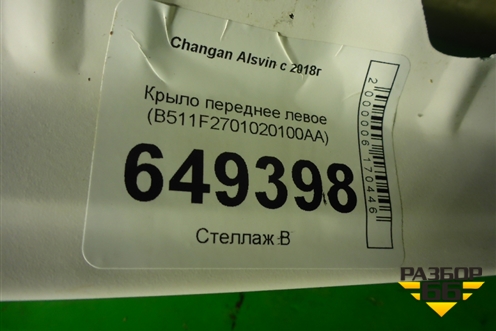 Changan Alsvin с 2018г
Крыло переднее левое
(B511F2701020100AA)
649398
Стеллаж В
2000006170446
РАЗБОР
66